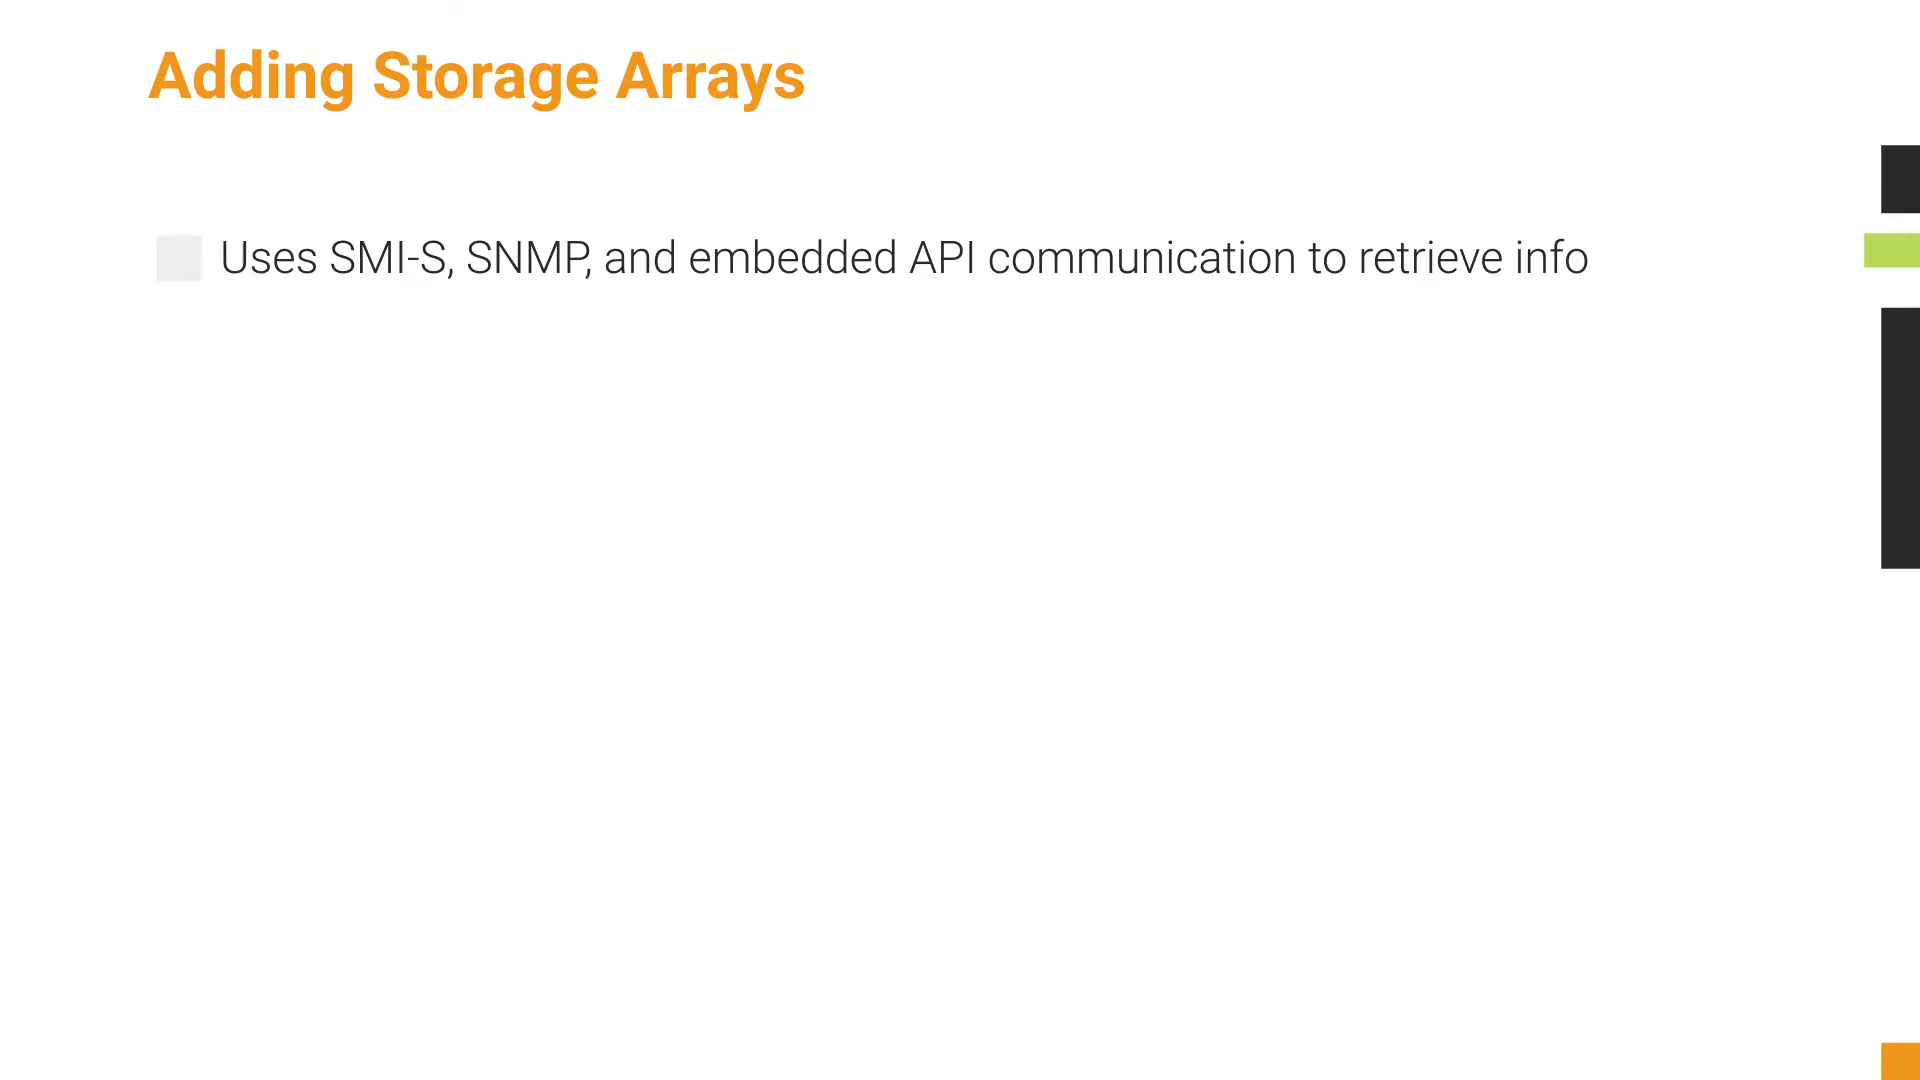 Adding Storage Arrays
Uses SMI-S, SNMP, and embedded API communication to retrieve info